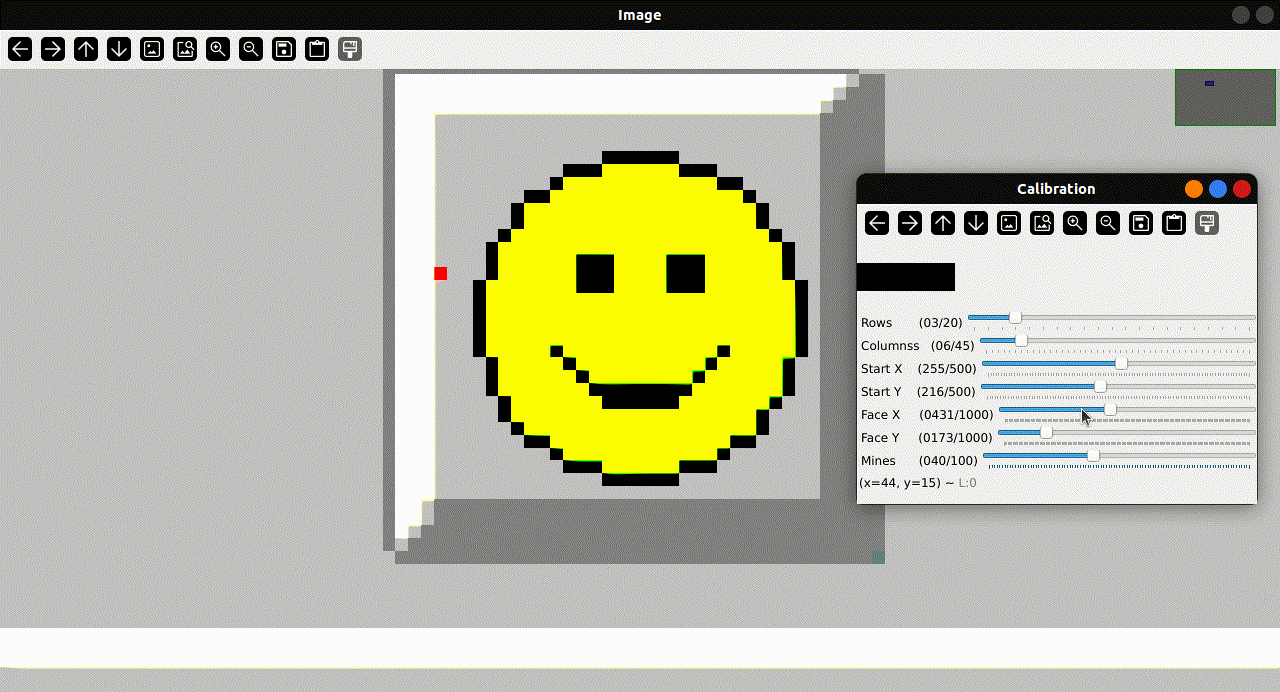 Image
Calibration
Rows (03/20)
Columnss (06/45)
Start X (255/500)
Start Y (216/500)
Face X (0431/1000)
Face Y (0173/1000)
Mines (040/100)
(x=44, y=15) ~ L:0